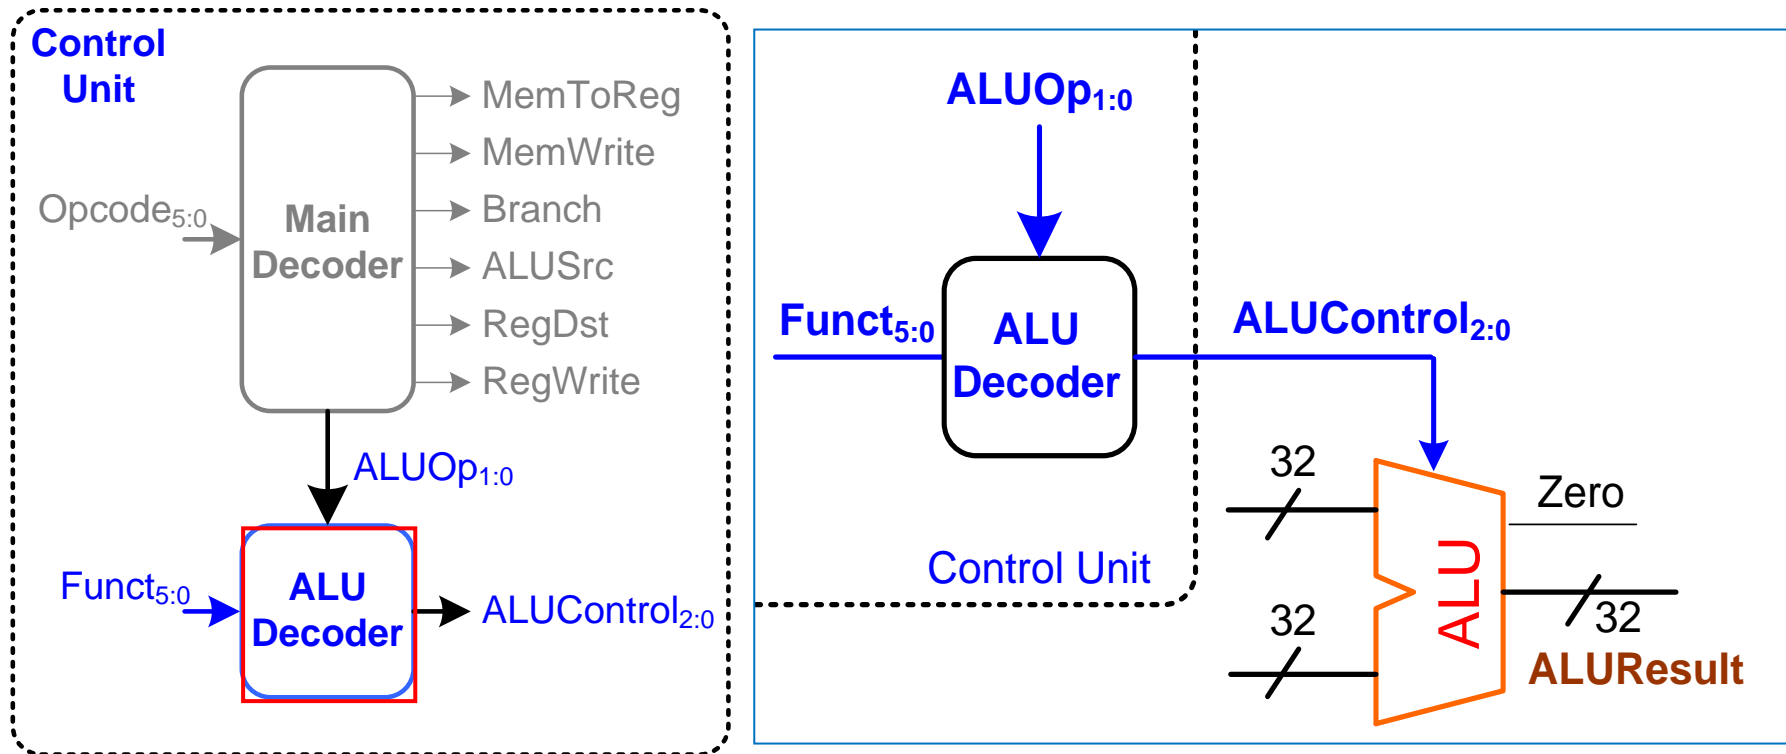 Control
Unit
MemToReg
MemWrite
Branch
ALUSrc
RegDst
RegWrite
Opcode5:0
Main
Decoder
ALUOp1:0
Funct5:0
ALU
Decoder
ALUControl2:0
ALUOp1:0
Funct5:0
ALU
Decoder
ALUControl2:0
Control Unit
32
32
ALU
Zero
32
ALUResult